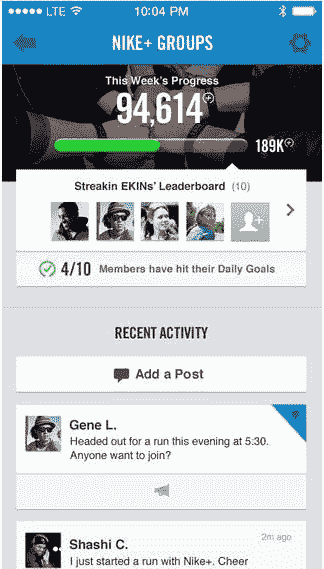 LTE 10:04 PM
NIKE+ GROUPS
This Week's Progress
94,614
189K
Streakin EKINs' Leaderboard (10)
4/10 Members have hit their Daily Goals
RECENT ACTIVITY
Add a Post
Gene L.
Headed out for a run this evening at 5:30.
Anyone want to join?
2m ago
Shashi C.
I just started a run with Nike+. Cheer